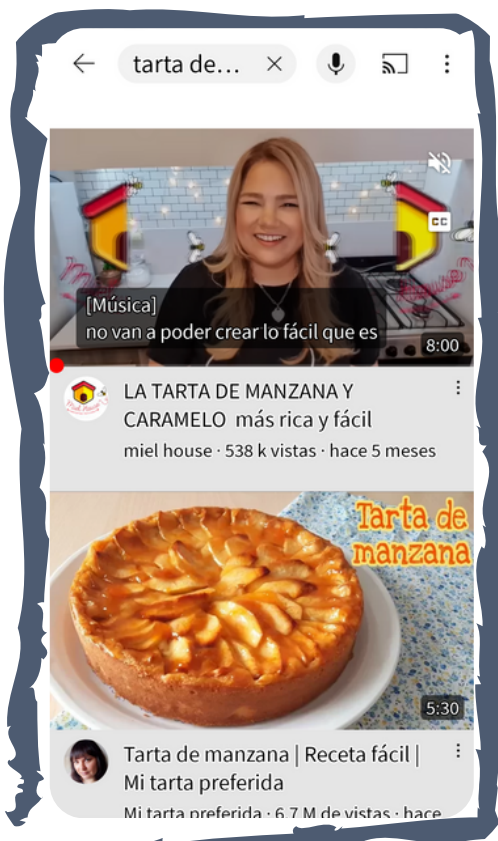 tarta de...
CC
[Música]
no van a poder crear lo fácil que es
8:00
LA TARTA DE MANZANA Y
CARAMELO más rica y fácil
miel house · 538 k vistas · hace 5 meses
Tarta de
manzana
5:30
Tarta de manzana | Receta fácil |
Mi tarta preferida
Mi tarta preferida · 6,7 M de vistas · hace